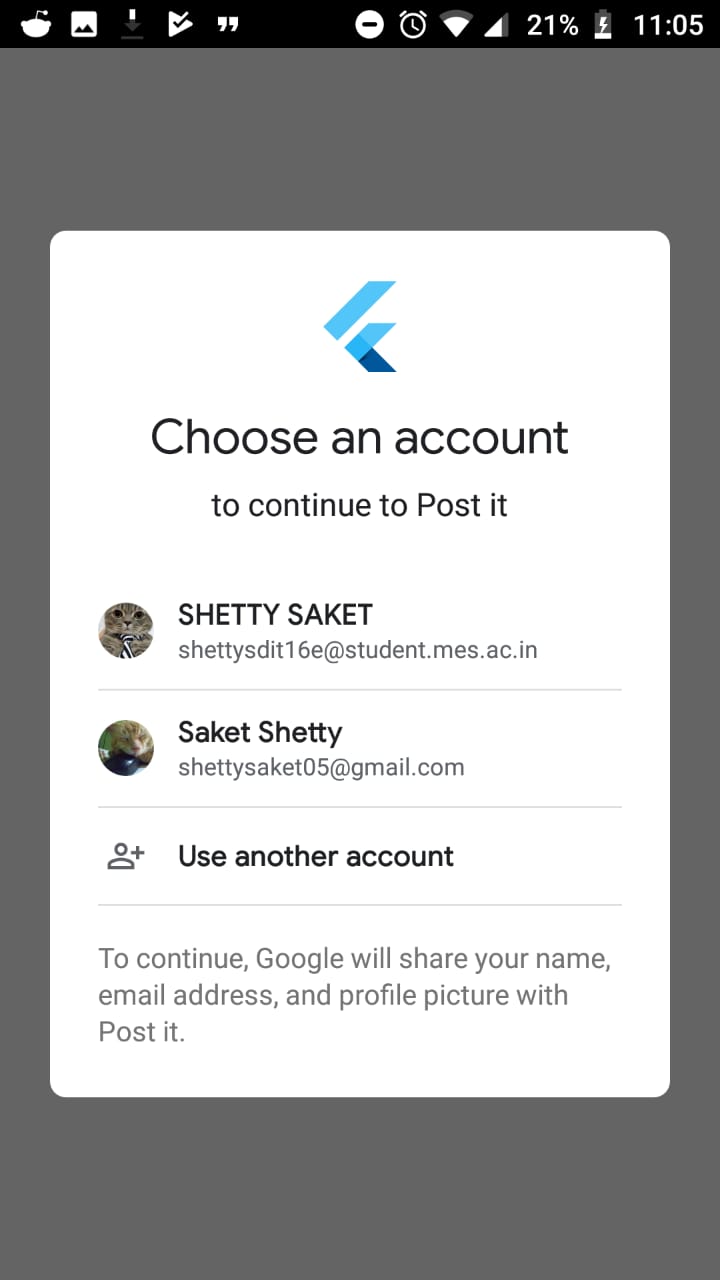 21% 11:05
Choose an account
to continue to Post it
SHETTY SAKET
shettysdit16e@student.mes.ac.in
Saket Shetty
shettysaket05@gmail.com
Use another account
To continue, Google will share your name,
email address, and profile picture with
Post it.